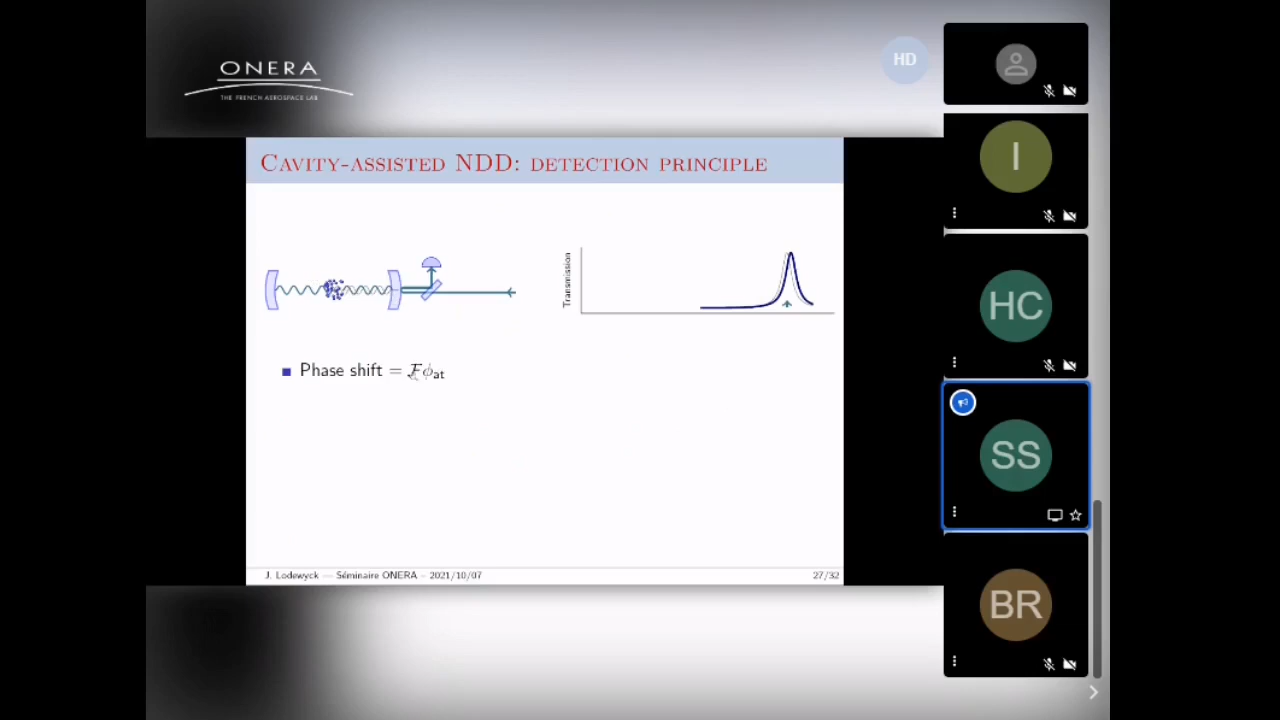 ONERA
THE FRENCH AEROSPACE LAB
HD
CAVITY-ASSISTED NDD: DETECTION PRINCIPLE
Transmission
■ Phase shift = ℱϕat
J. Lodewyck — Séminaire ONERA - 2021/10/07
27/32
I
HC
SS
BR